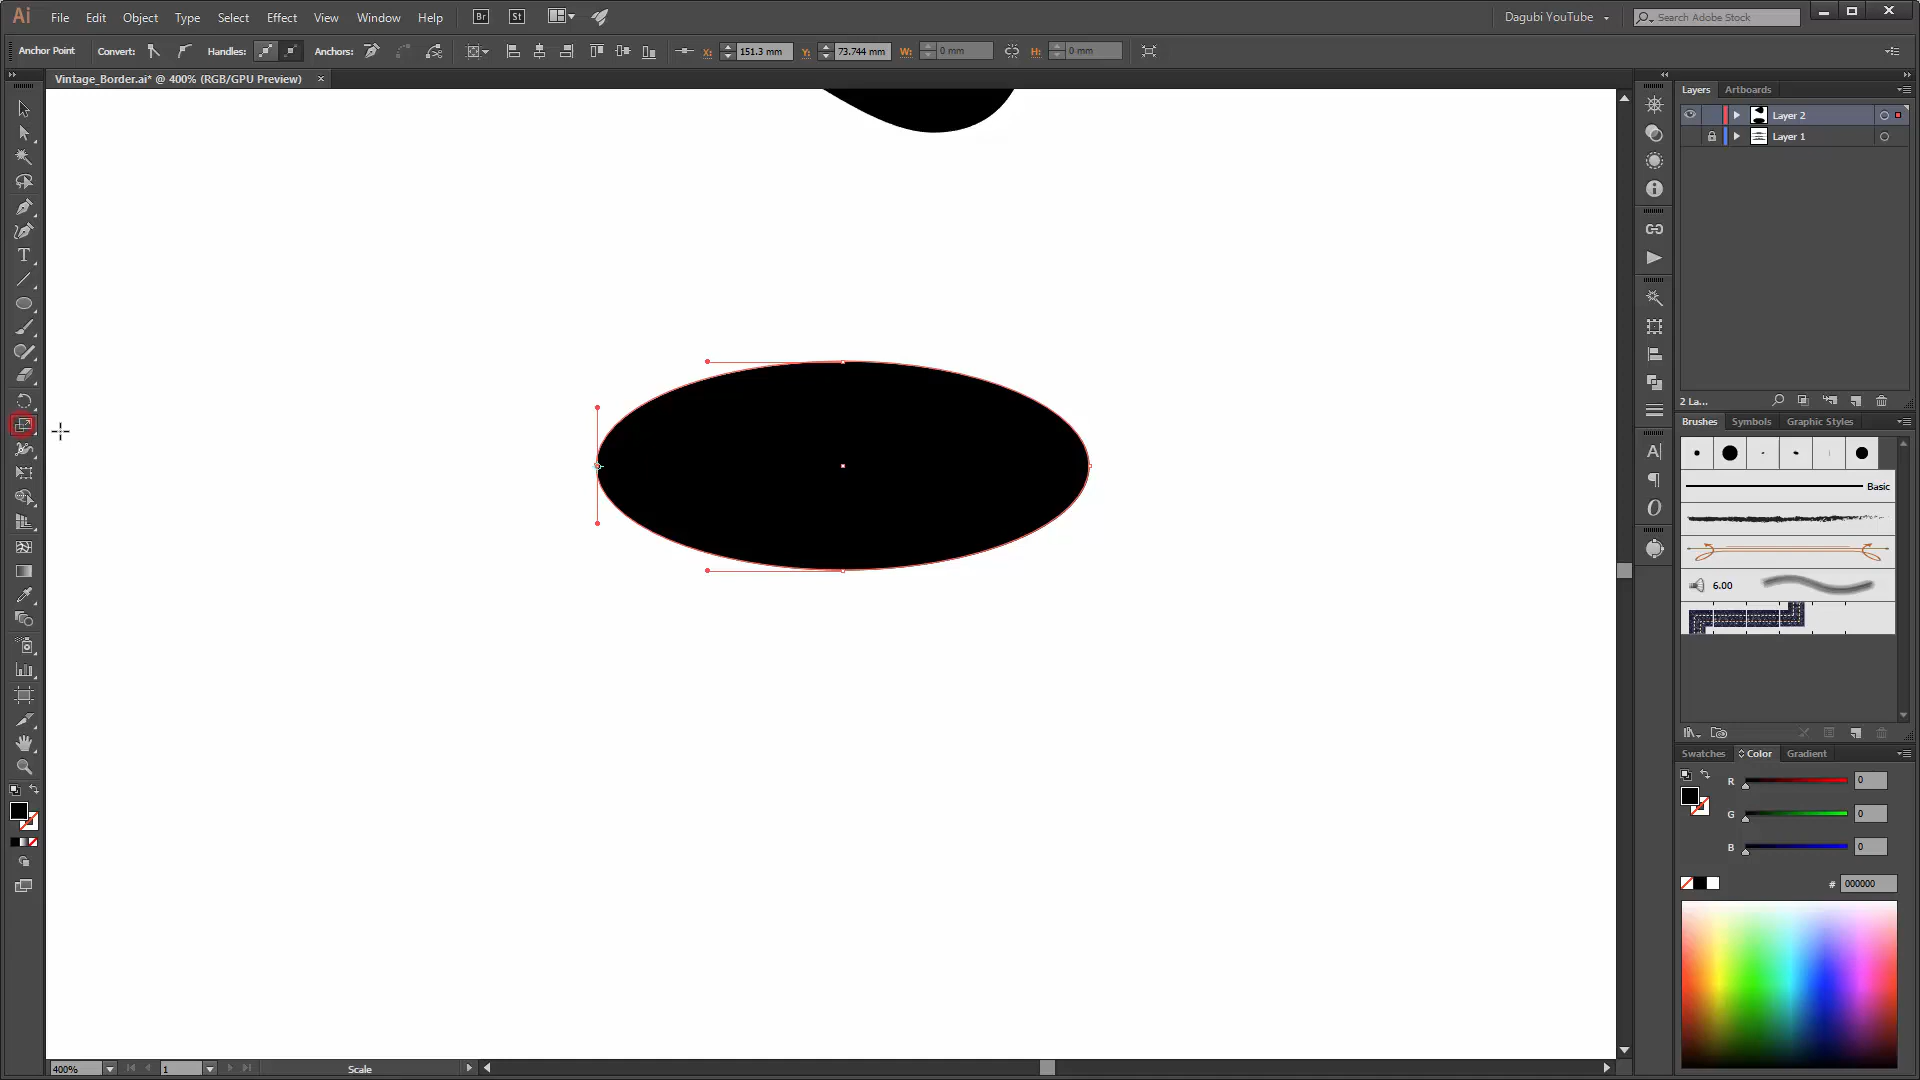 Ai File Edit Object Type Select Effect View Window Help Br St Dagubi YouTube Search Adobe Stock
Anchor Point Convert: Handles: Anchors: X: 151.3 mm Y: 73.744 mm W: 0 mm H: 0 mm
Vintage_Border.ai* @ 400% (RGB/GPU Preview)
Layers Artboards
Layer 2
Layer 1
2 La...
Brushes Symbols Graphic Styles
Basic
6.00
Swatches Color Gradient
R 0
G 0
B 0
# 000000
400% 1 Scale